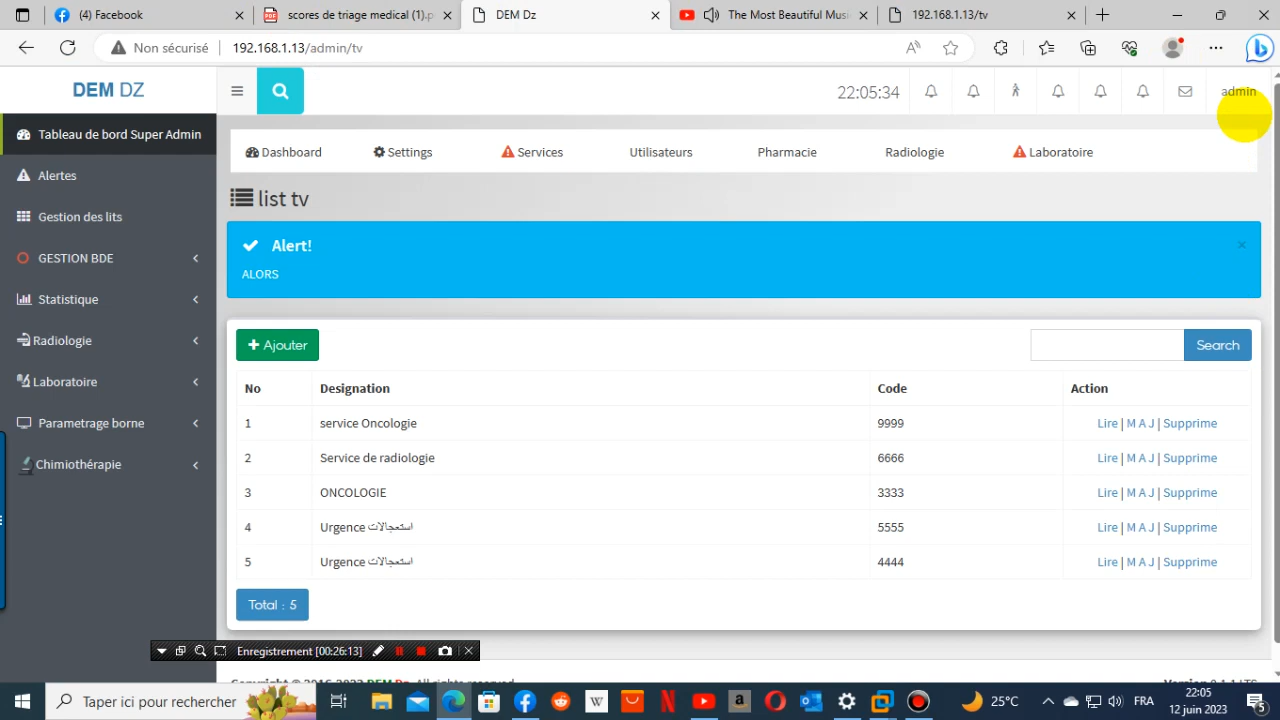 (4) Facebook
scores de triage medical (1).p
DEM Dz
The Most Beautiful Mus
192.168.1.13/tv
Non sécurisé
192.168.1.13/admin/tv
DEM DZ
22:05:34
admin
Tableau de bord Super Admin
Alertes
Gestion des lits
GESTION BDE
Statistique
Radiologie
Laboratoire
Parametrage borne
Chimiothérapie
Dashboard
Settings
Services
Utilisateurs
Pharmacie
Radiologie
Laboratoire
list tv
Alert!
ALORS
Ajouter
Search
No Designation Code Action
1 service Oncologie 9999 Lire | M A J | Supprime
2 Service de radiologie 6666 Lire | M A J | Supprime
3 ONCOLOGIE 3333 Lire | M A J | Supprime
4 Urgence استعجالات 5555 Lire | M A J | Supprime
5 Urgence استعجالات 4444 Lire | M A J | Supprime
Total : 5
Enregistrement [00:26:13]
Taper ici pour rechercher
25°C
FRA
22:05
12 juin 2023
5